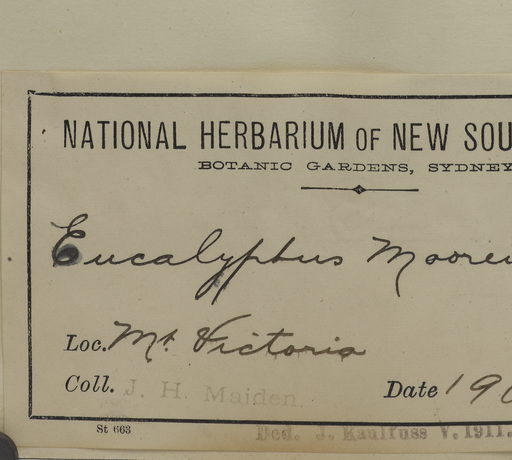 NATIONAL HERBARIUM OF NEW SOU
BOTANIC GARDENS, SYDNEY
Eucalyptus Moorei
Loc. Mt. Victoria
Coll. J. H. Maiden.
Date 190
St 663
Ded. J. Kaulfuss V. 1911.